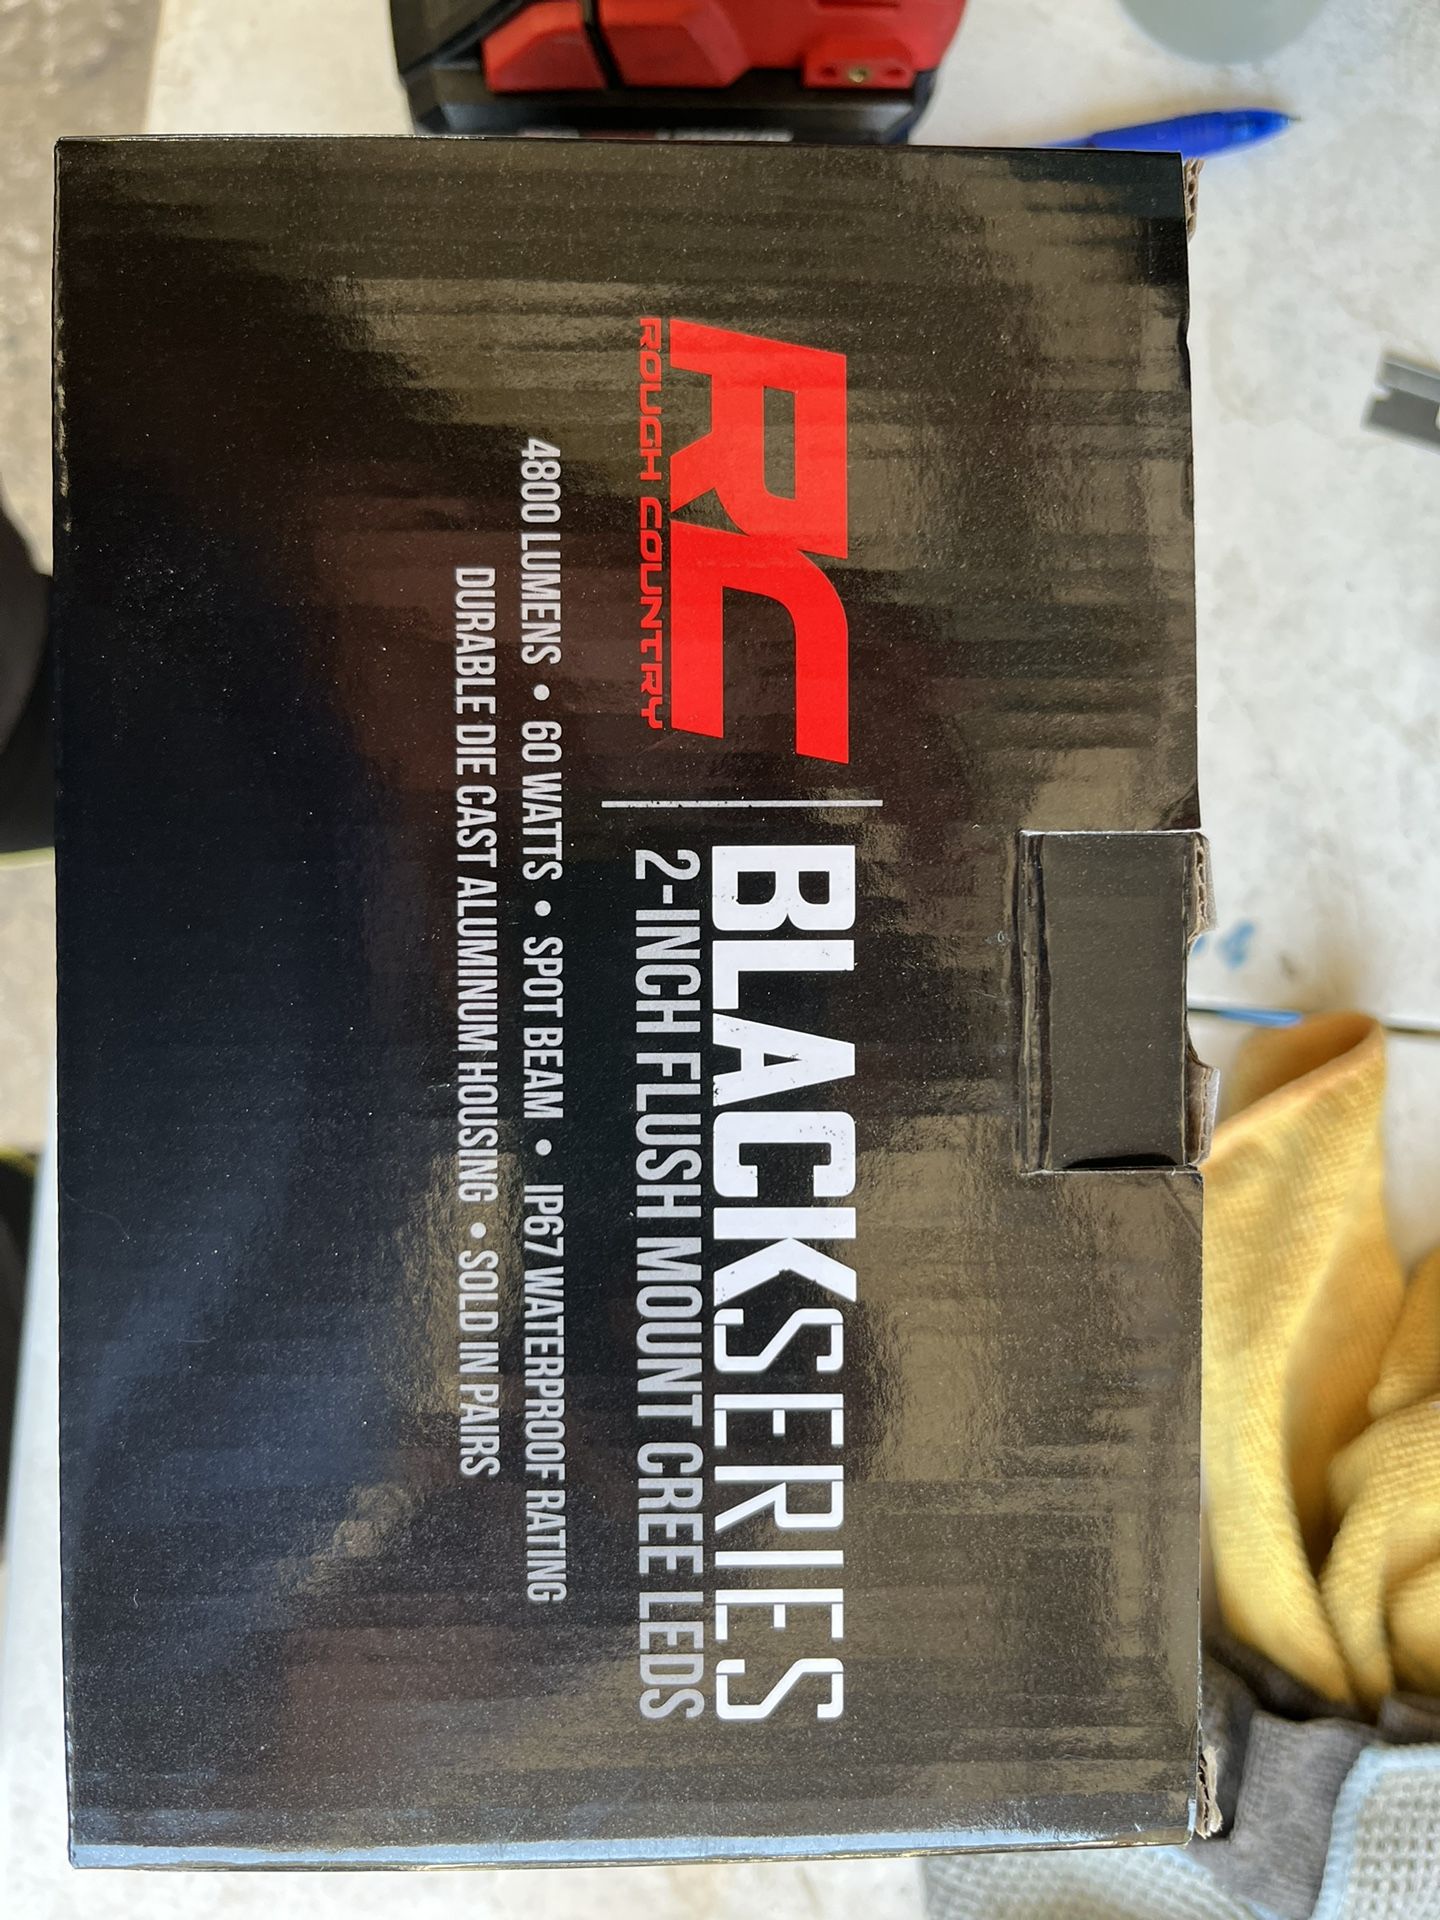 RC
ROUGH COUNTRY
BLACKSERIES
2-INCH FLUSH MOUNT CREE LEDS
4800 LUMENS • 60 WATTS • SPOT BEAM • IP67 WATERPROOF RATING
DURABLE DIE CAST ALUMINUM HOUSING • SOLD IN PAIRS